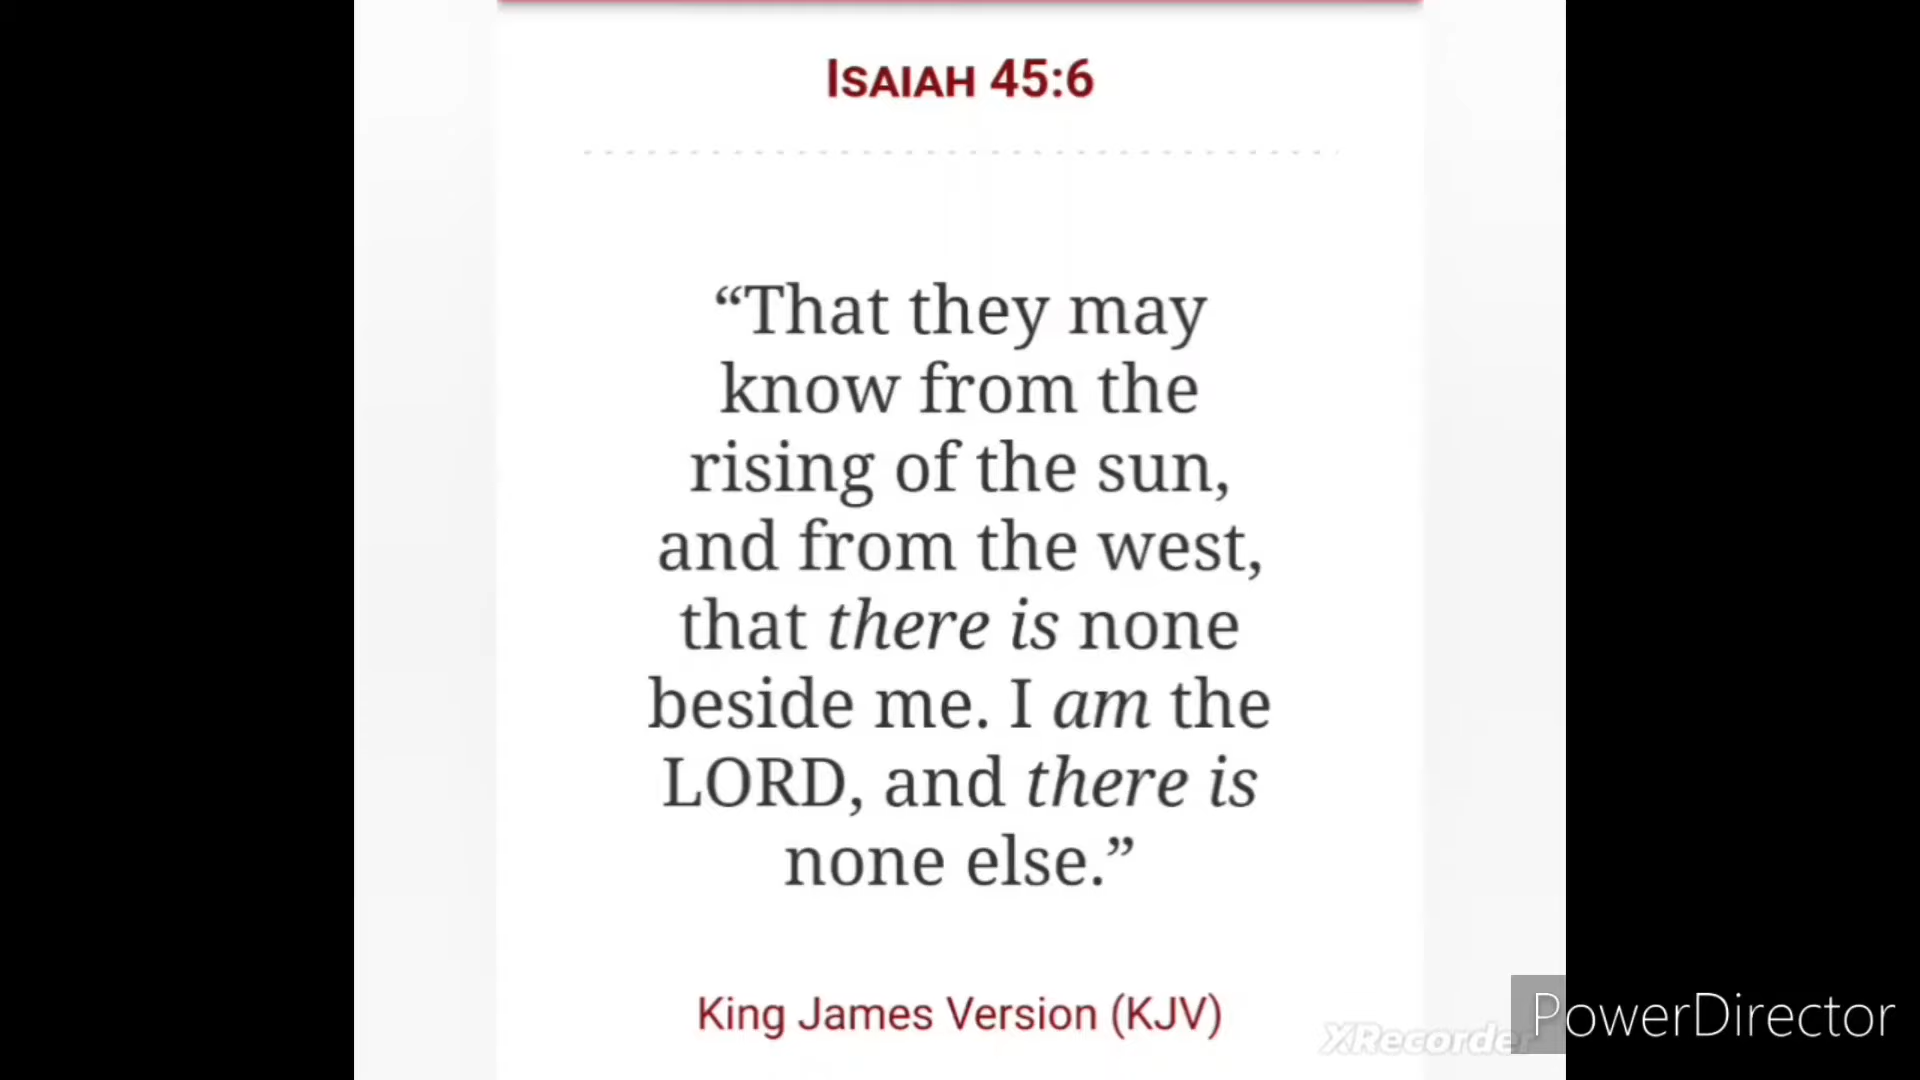 ISAIAH 45:6
“That they may
know from the
rising of the sun,
and from the west,
that there is none
beside me. I am the
LORD, and there is
none else.”
King James Version (KJV)
XRecorder
PowerDirector